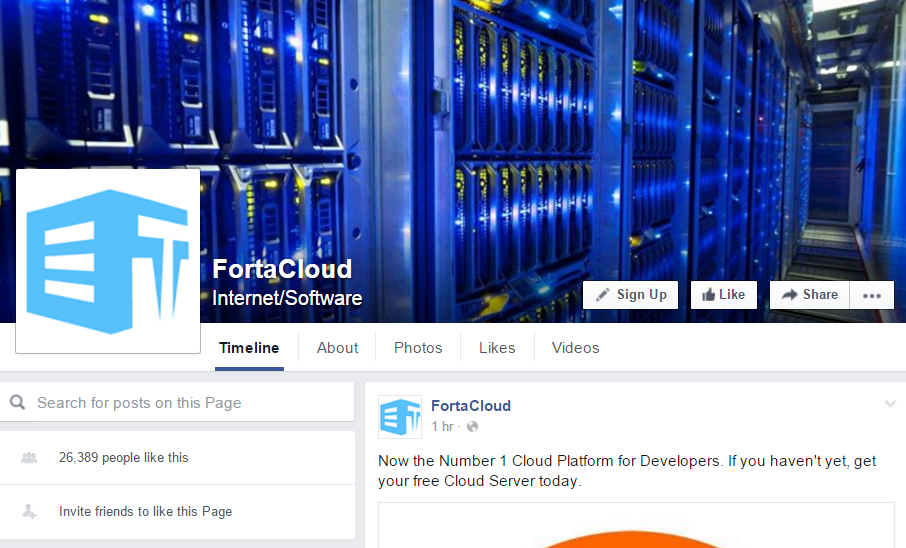 FortaCloud
Internet/Software
Sign Up
Like
Share
Timeline
About
Photos
Likes
Videos
Search for posts on this Page
26,389 people like this
Invite friends to like this Page
FortaCloud
1 hr ·
Now the Number 1 Cloud Platform for Developers. If you haven't yet, get
your free Cloud Server today.